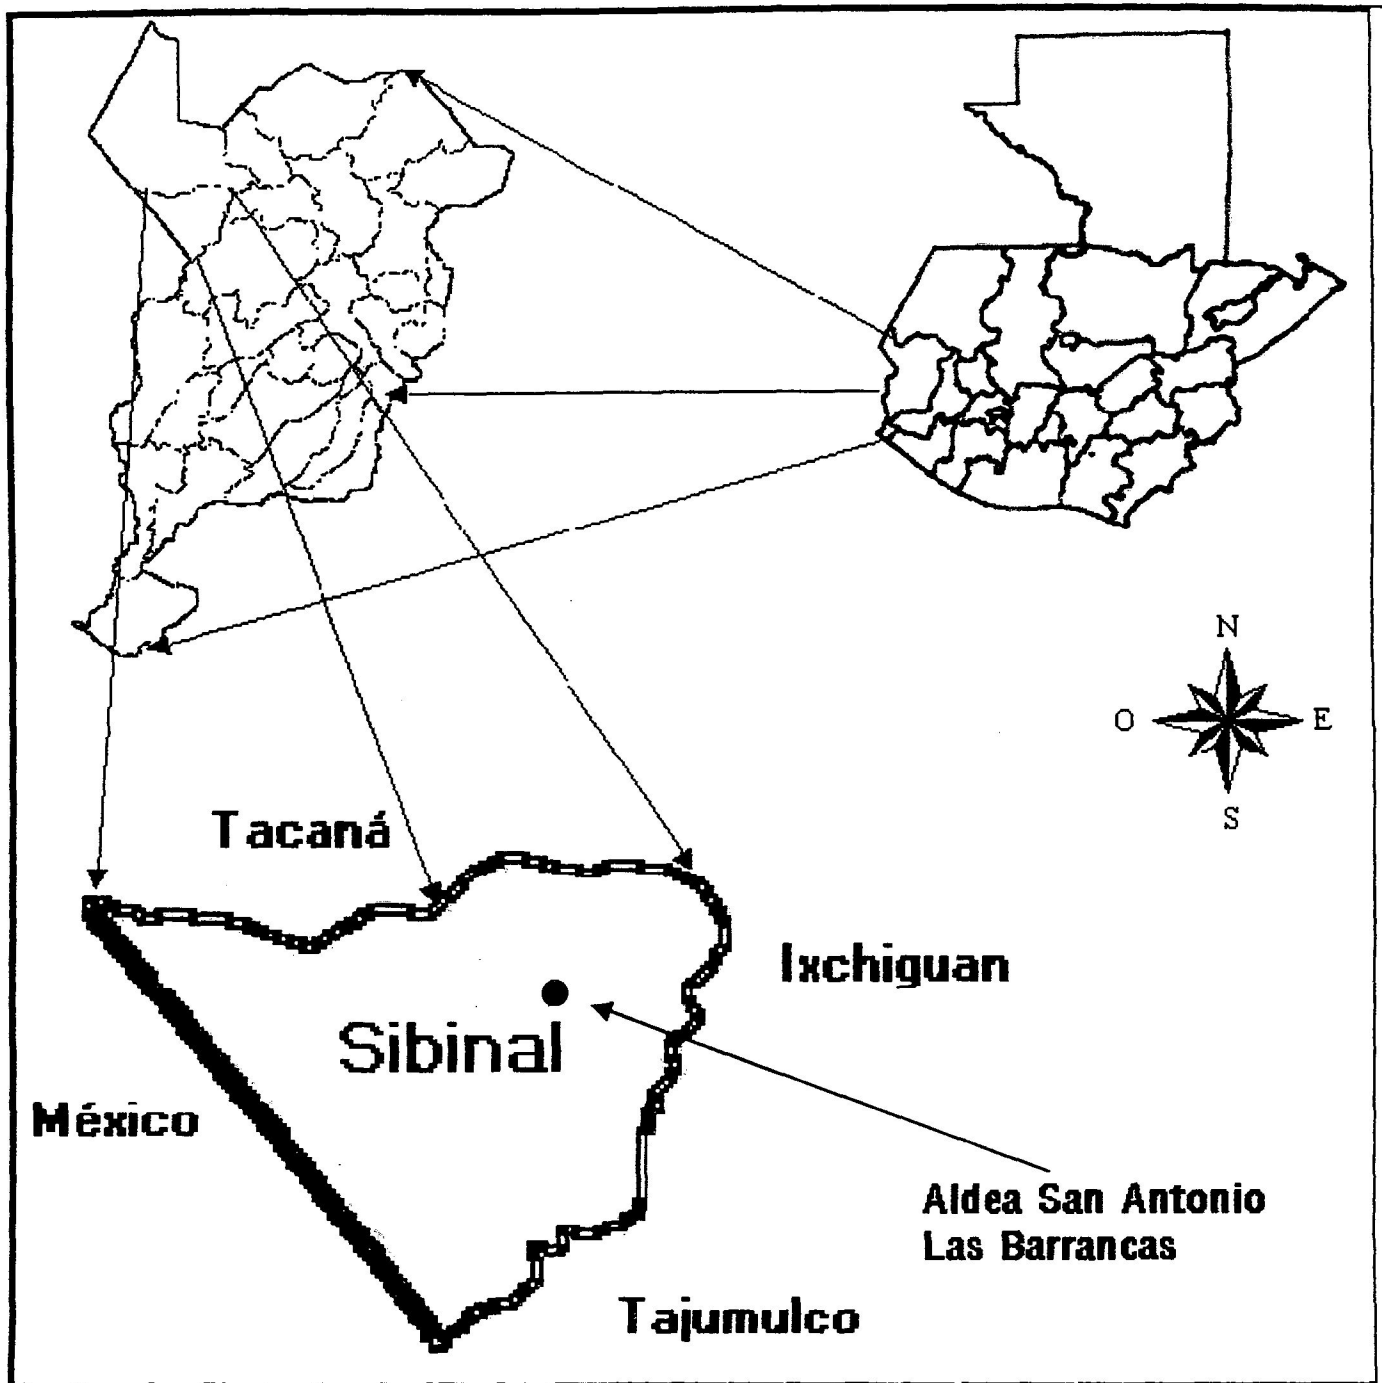 N
O
E
S
Tacaná
Ixchiguan
Sibinal
México
Aldea San Antonio
Las Barrancas
Tajumulco